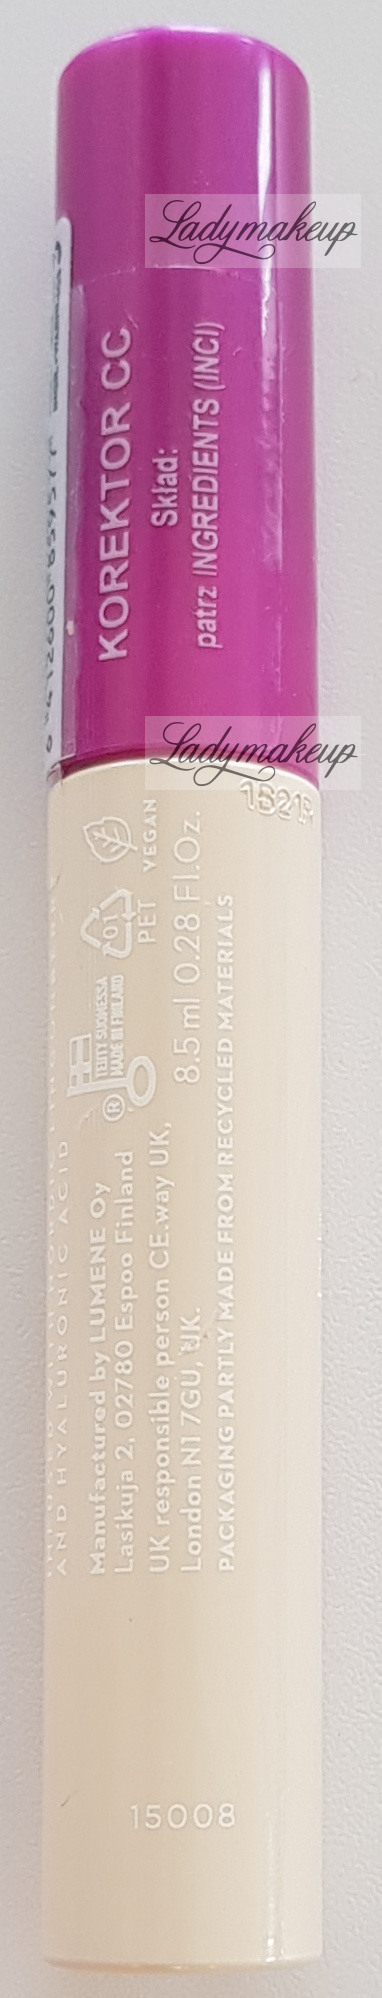 Ladymakeup
KOREKTOR CC
Skład:
patrz INGREDIENTS (INCI)
Ladymakeup
AND HYALURONIC ACID
Manufactured by LUMENE Oy
Lasikuja 2, 02780 Espoo Finland
UK responsible person CE.way UK,
London N1 7GU, UK.
PACKAGING PARTLY MADE FROM RECYCLED MATERIALS
®
TEHTY SUOMESSA
MADE IN FINLAND
01
PET
VEGAN
8.5 ml 0.28 Fl.Oz.
15008